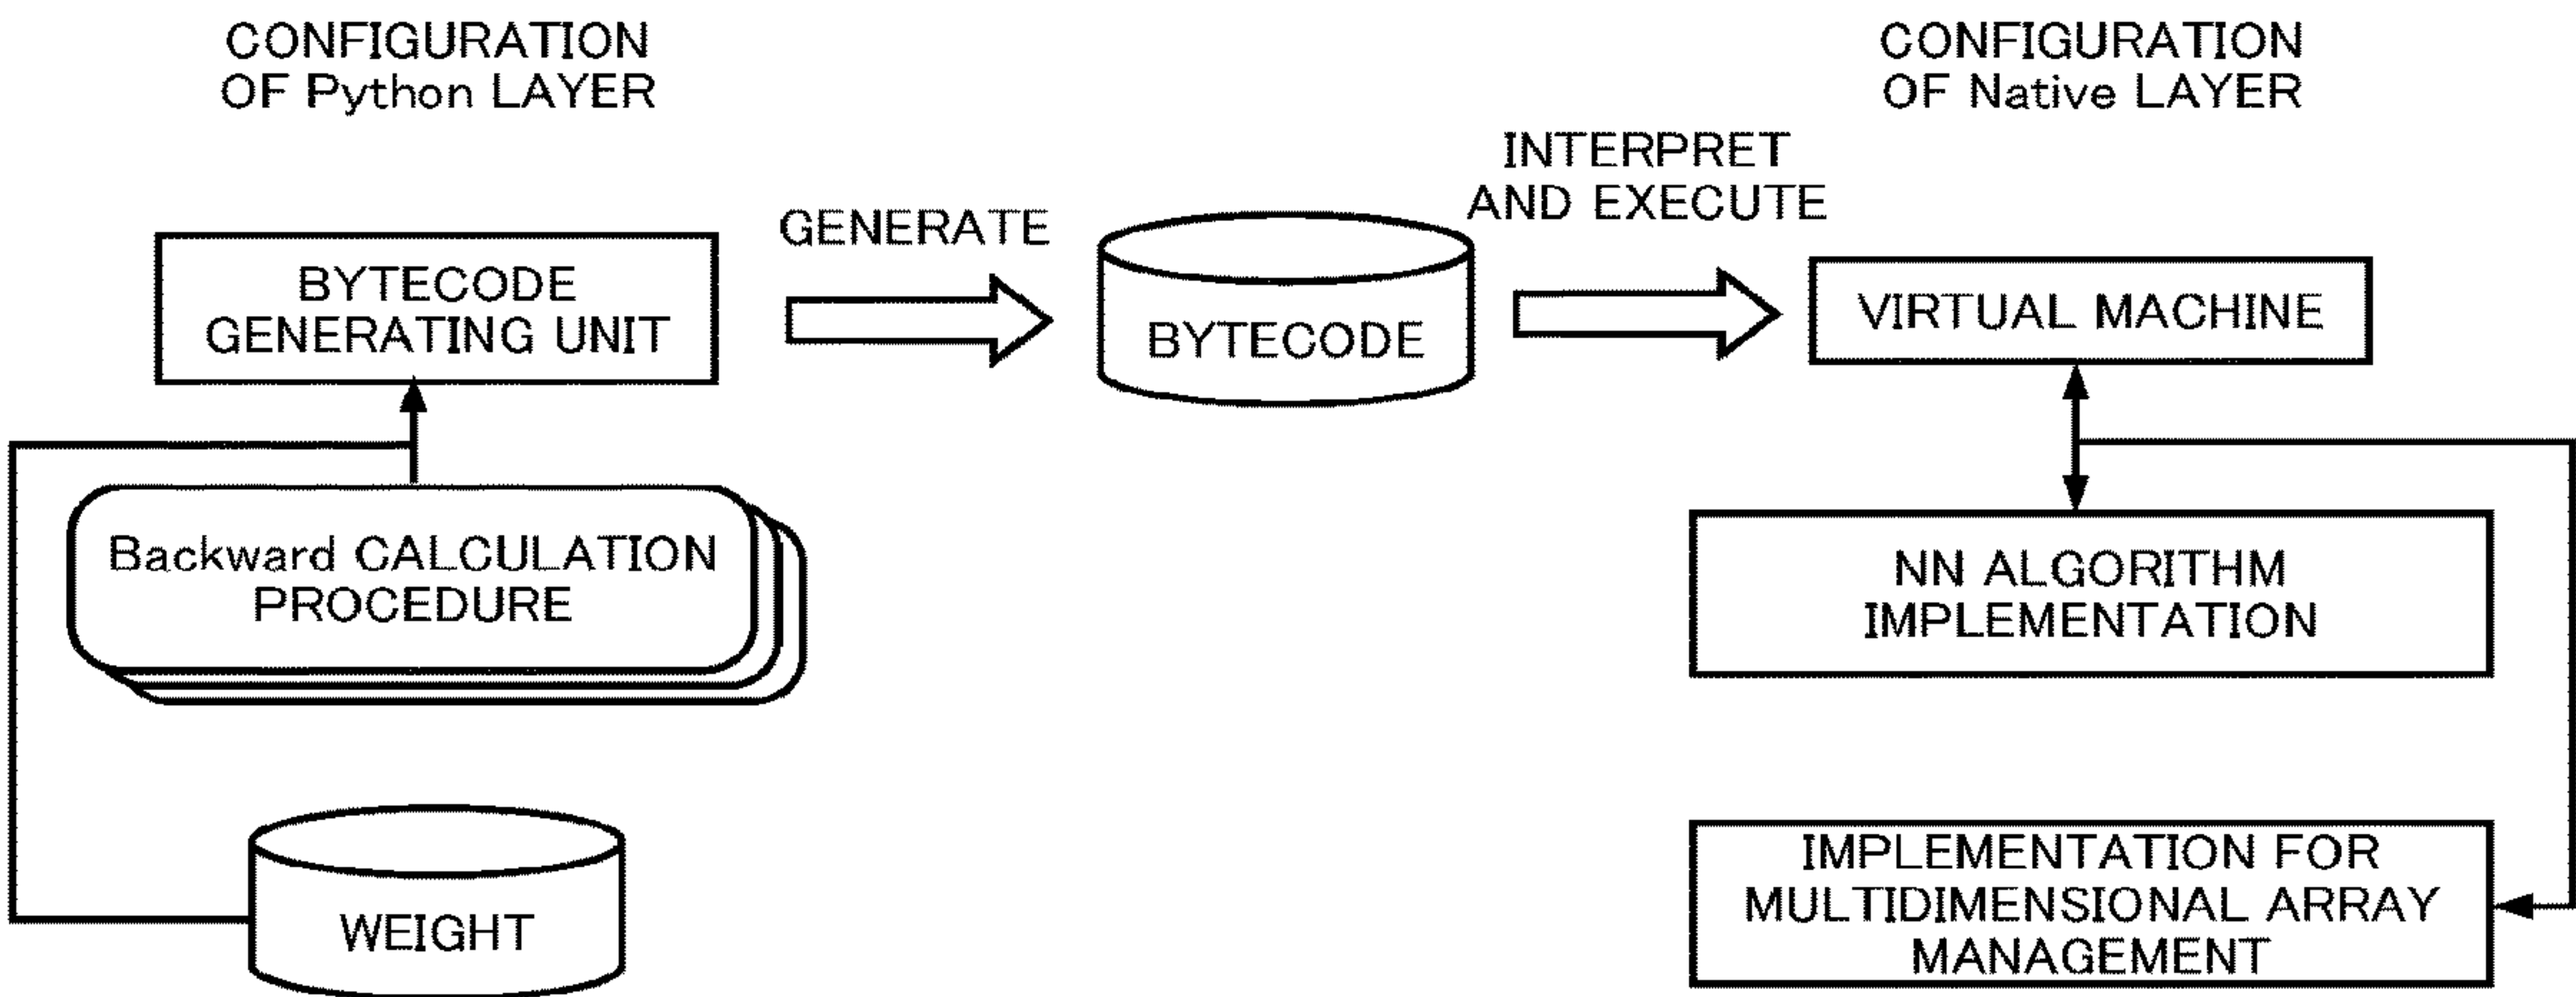 CONFIGURATION
OF Python LAYER
CONFIGURATION
OF Native LAYER
GENERATE
INTERPRET
AND EXECUTE
BYTECODE
GENERATING UNIT
BYTECODE
VIRTUAL MACHINE
Backward CALCULATION
PROCEDURE
NN ALGORITHM
IMPLEMENTATION
WEIGHT
IMPLEMENTATION FOR
MULTIDIMENSIONAL ARRAY
MANAGEMENT